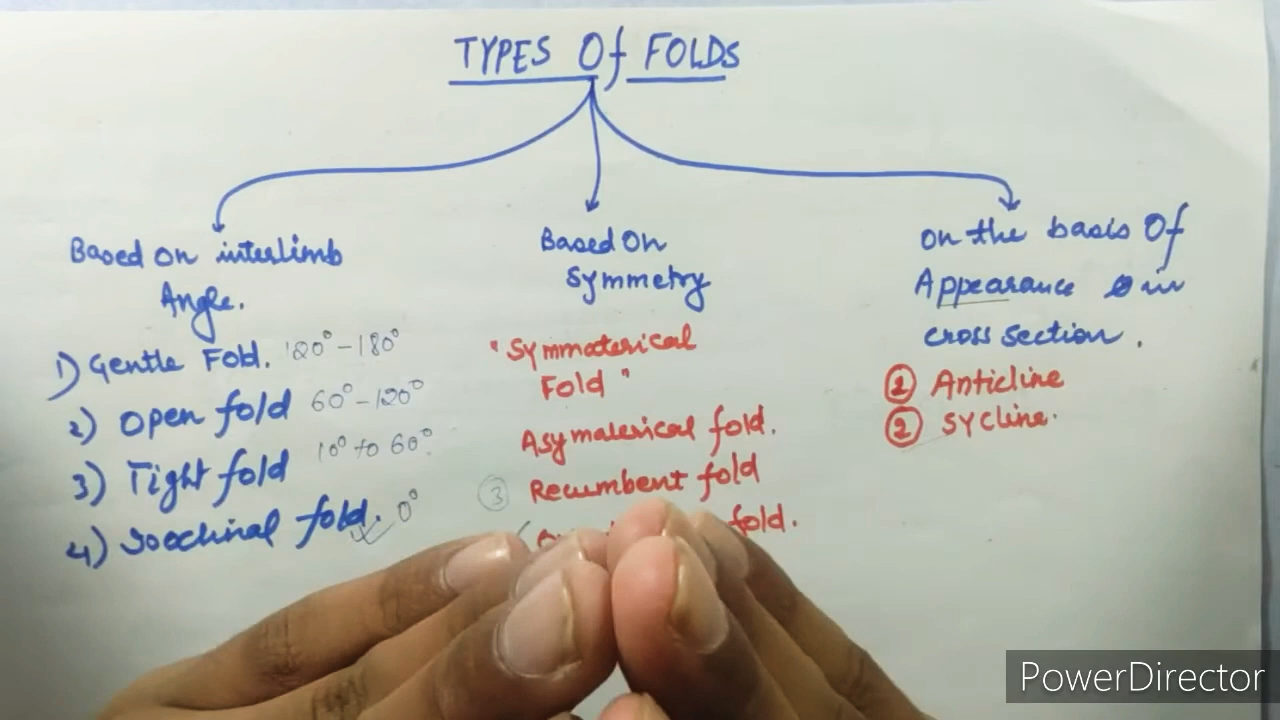 TYPES Of FOLDS
Based on interlimb
Angle.
1) Gentle Fold. 120° - 180°
2) Open fold 60° - 120°
3) Tight fold 10° to 60°.
4) Isoclinal fold. 0°
Based On
Symmetry
"Symmaterical
Fold"
Asymaterical fold.
3 Recumbent fold
fold.
on the basis Of
Appearance in
cross section.
2 Anticline
2 Sycline.
PowerDirector